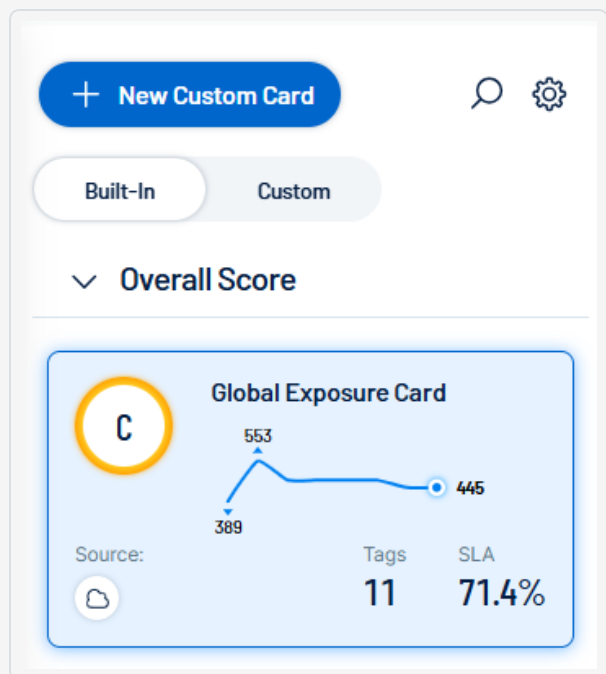 New Custom Card
Built-In Custom
Overall Score
C
Global Exposure Card
553
445
389
Source: Tags SLA
11 71.4%